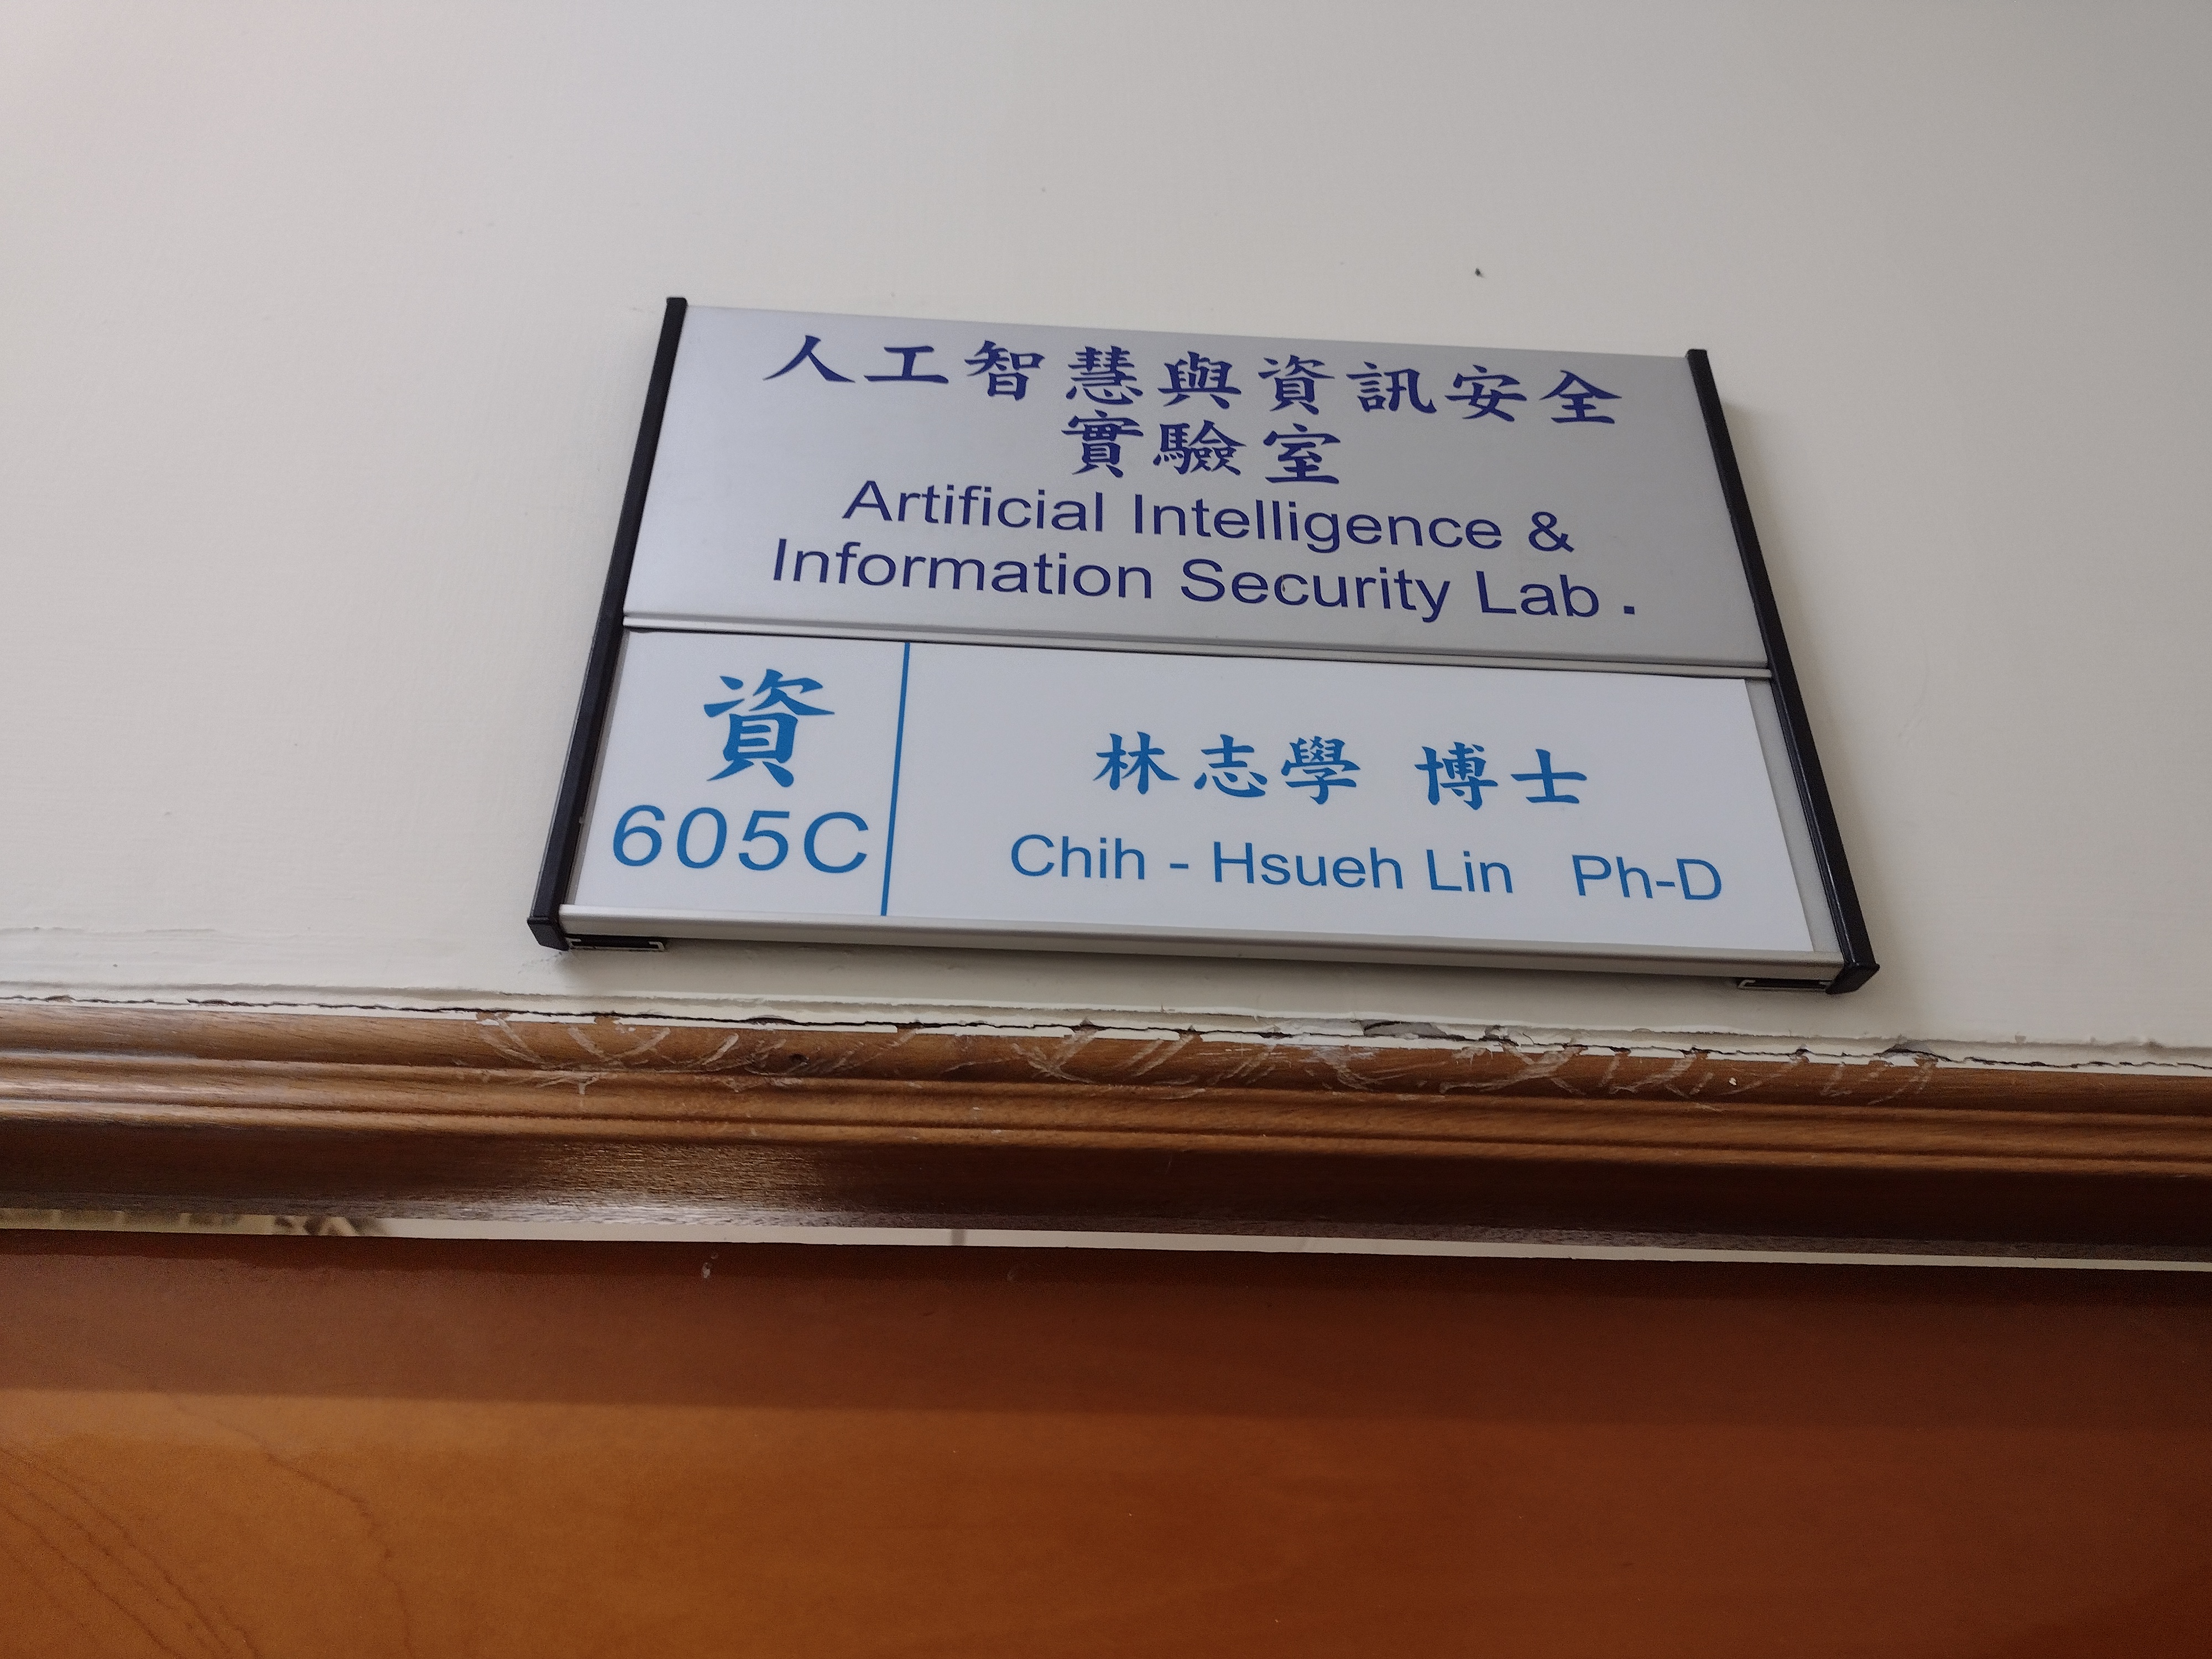 人工智慧與資訊安全
實驗室
Artificial Intelligence &
Information Security Lab .
資
605C
林志學 博士
Chih - Hsueh Lin Ph-D